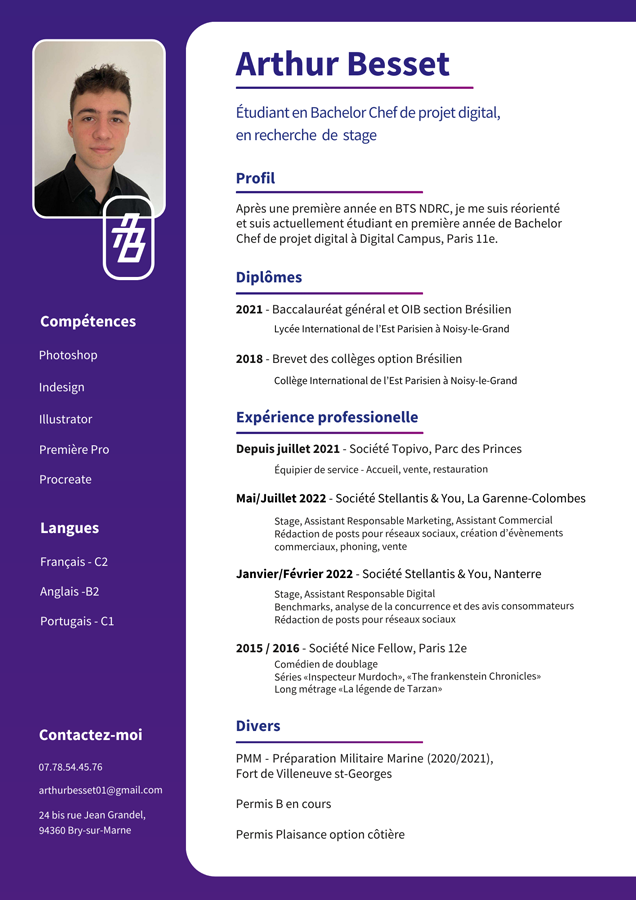 Arthur Besset
Étudiant en Bachelor Chef de projet digital,
en recherche de stage
Profil
Après une première année en BTS NDRC, je me suis réorienté
et suis actuellement étudiant en première année de Bachelor
Chef de projet digital à Digital Campus, Paris 11e.
Diplômes
2021 - Baccalauréat général et OIB section Brésilien
Lycée International de l'Est Parisien à Noisy-le-Grand
2018 - Brevet des collèges option Brésilien
Collège International de l'Est Parisien à Noisy-le-Grand
Expérience professionelle
Depuis juillet 2021 - Société Topivo, Parc des Princes
Équipier de service - Accueil, vente, restauration
Mai/Juillet 2022 - Société Stellantis & You, La Garenne-Colombes
Stage, Assistant Responsable Marketing, Assistant Commercial
Rédaction de posts pour réseaux sociaux, création d'évènements
commerciaux, phoning, vente
Janvier/Février 2022 - Société Stellantis & You, Nanterre
Stage, Assistant Responsable Digital
Benchmarks, analyse de la concurrence et des avis consommateurs
Rédaction de posts pour réseaux sociaux
2015 / 2016 - Société Nice Fellow, Paris 12e
Comédien de doublage
Séries «Inspecteur Murdoch», «The frankenstein Chronicles»
Long métrage «La légende de Tarzan»
Divers
PMM - Préparation Militaire Marine (2020/2021),
Fort de Villeneuve st-Georges
Permis B en cours
Permis Plaisance option côtière
AB
Compétences
Photoshop
Indesign
Illustrator
Première Pro
Procreate
Langues
Français - C2
Anglais -B2
Portugais - C1
Contactez-moi
07.78.54.45.76
arthurbesset01@gmail.com
24 bis rue Jean Grandel,
94360 Bry-sur-Marne